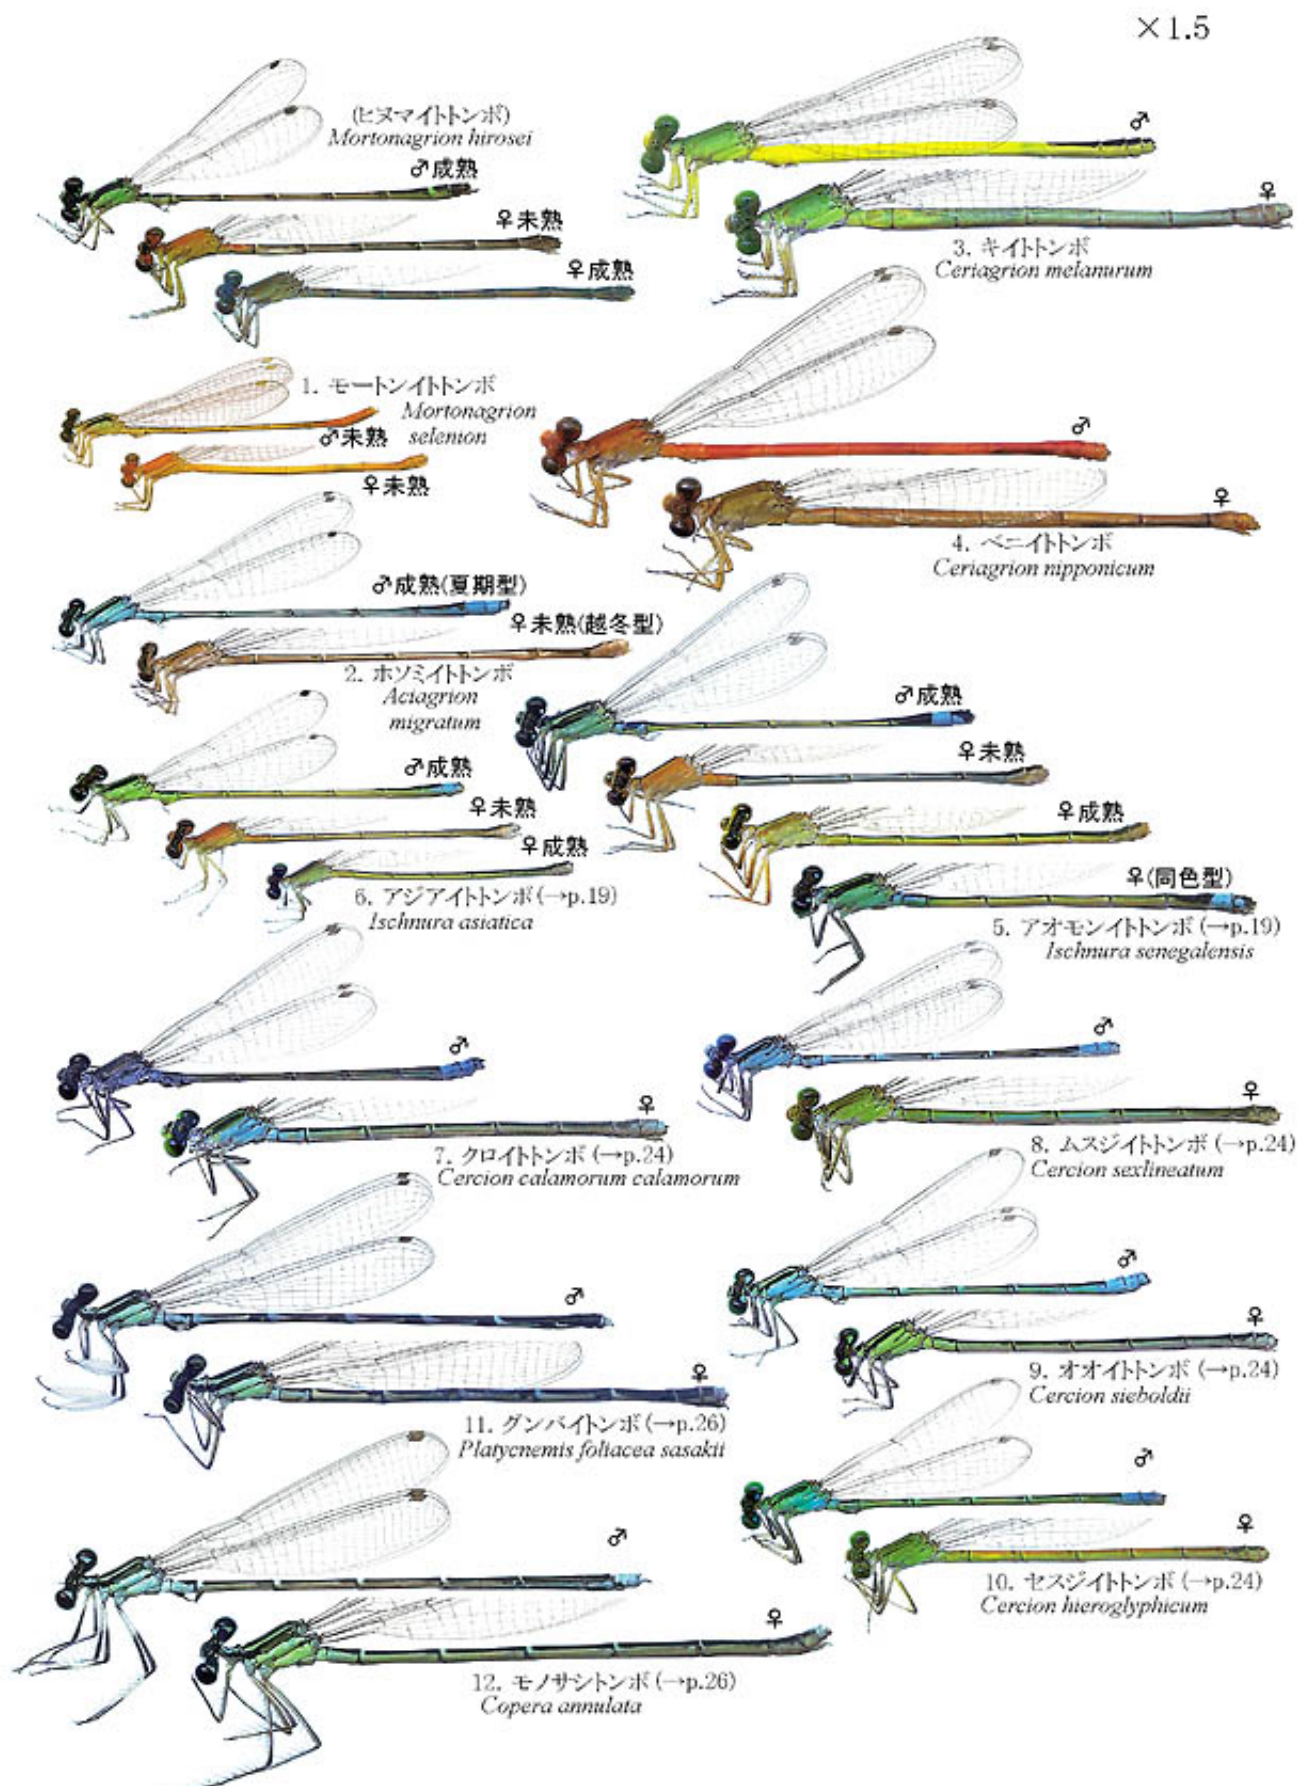 ×1.5
(ヒヌマイトトンボ)
Mortonagrion hirosei
♂成熟
♀未熟
♀成熟
♂
♀
3. キイトトンボ
Ceriagrion melanurum
1. モートンイトトンボ
Mortonagrion
selenion
♂未熟
♀未熟
♂
♀
4. ベニイトトンボ
Ceriagrion nipponicum
♂成熟(夏期型)
♀未熟(越冬型)
2. ホソミイトトンボ
Aciagrion
migratum
♂成熟
♀未熟
♀成熟
♀(同色型)
5. アオモンイトトンボ(→p.19)
Ischnura senegalensis
♂成熟
♀未熟
♀成熟
6. アジアイトトンボ(→p.19)
Ischnura asiatica
♂
♀
7. クロイトトンボ(→p.24)
Cercion calamorum calamorum
♂
♀
8. ムスジイトトンボ(→p.24)
Cercion sexlineatum
♂
♀
11. グンバイトンボ(→p.26)
Platycnemis foliacea sasakii
♂
♀
9. オオイトトンボ(→p.24)
Cercion sieboldii
♂
♀
10. セスジイトトンボ(→p.24)
Cercion hieroglyphicum
♂
♀
12. モノサシトンボ(→p.26)
Copera annulata